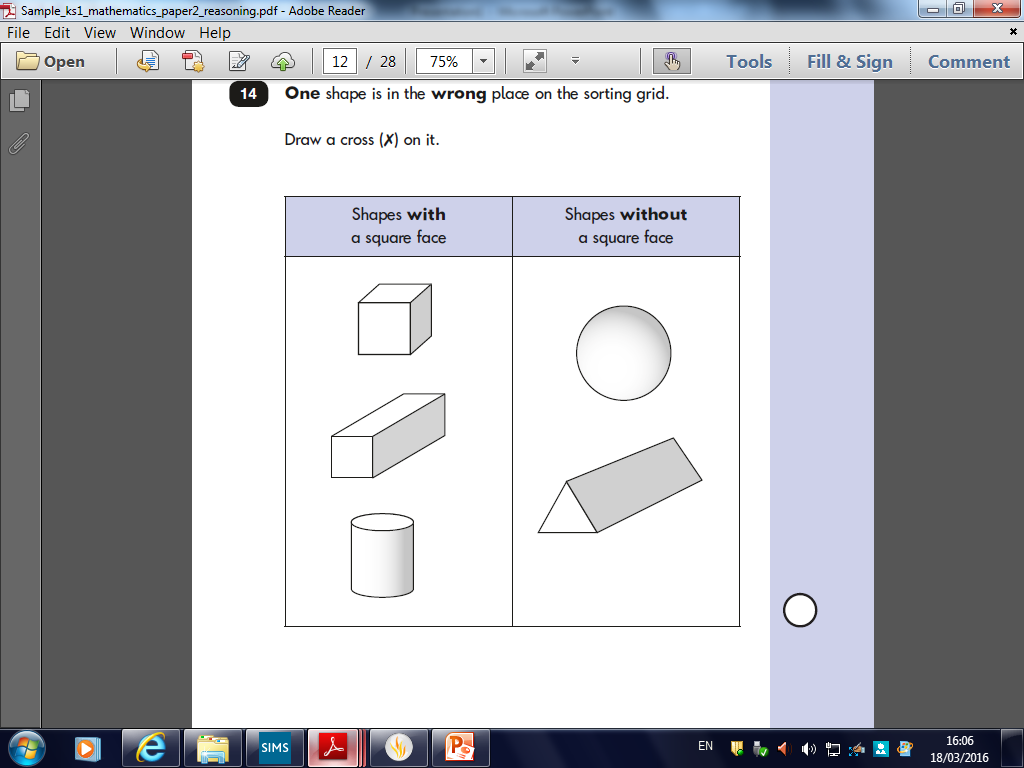 Sample_ks1_mathematics_paper2_reasoning.pdf - Adobe Reader
File Edit View Window Help
Open 12 / 28 75% Tools Fill & Sign Comment
14 One shape is in the wrong place on the sorting grid.
Draw a cross (✗) on it.
Shapes with
a square face
Shapes without
a square face
SIMS
EN
16:06
18/03/2016